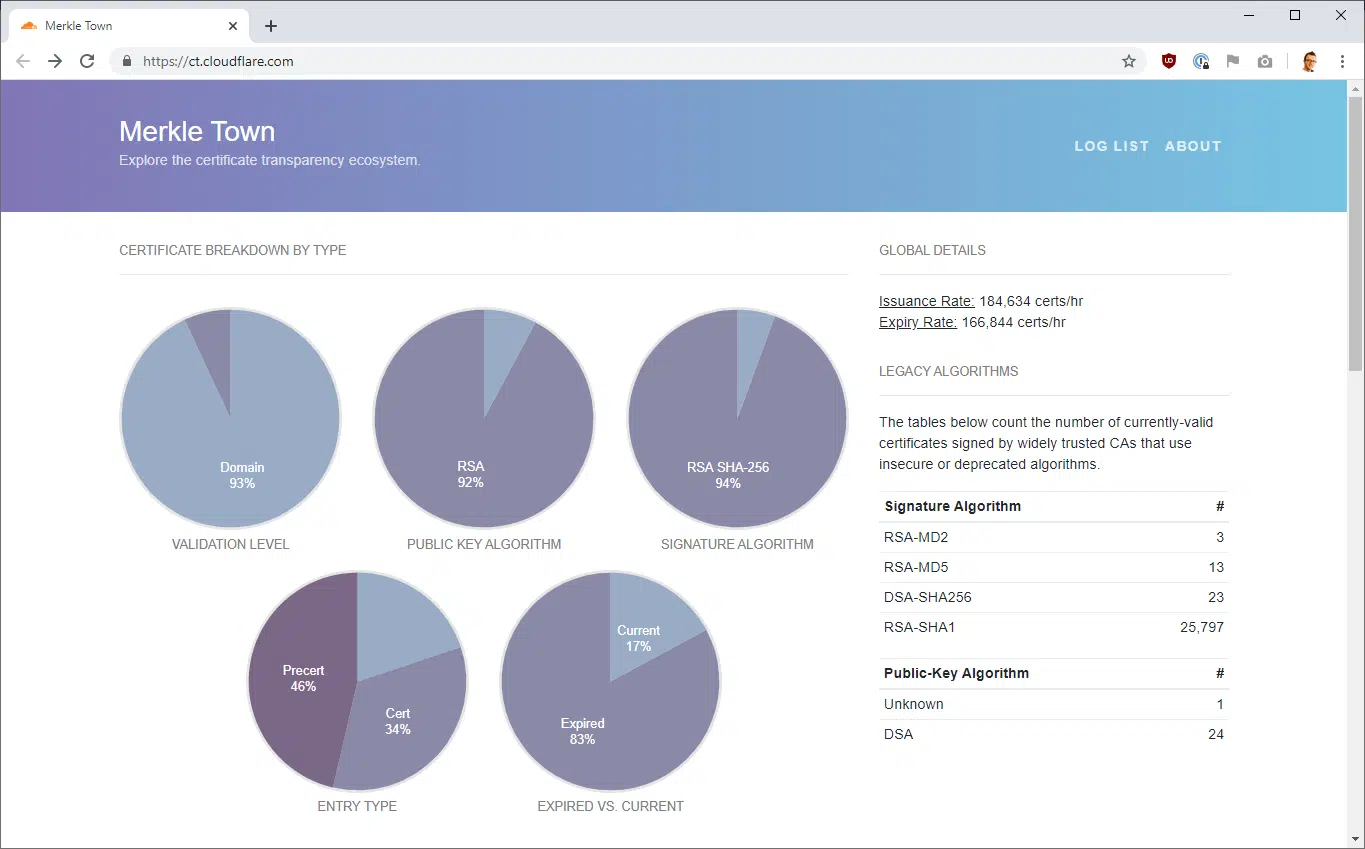 Merkle Town
https://ct.cloudflare.com
Merkle Town
Explore the certificate transparency ecosystem.
LOG LIST ABOUT
CERTIFICATE BREAKDOWN BY TYPE
Domain
93%
VALIDATION LEVEL
RSA
92%
PUBLIC KEY ALGORITHM
RSA SHA-256
94%
SIGNATURE ALGORITHM
Precert
46%
Cert
34%
ENTRY TYPE
Current
17%
Expired
83%
EXPIRED VS. CURRENT
GLOBAL DETAILS
Issuance Rate: 184,634 certs/hr
Expiry Rate: 166,844 certs/hr
LEGACY ALGORITHMS
The tables below count the number of currently-valid
certificates signed by widely trusted CAs that use
insecure or deprecated algorithms.
Signature Algorithm #
RSA-MD2 3
RSA-MD5 13
DSA-SHA256 23
RSA-SHA1 25,797
Public-Key Algorithm #
Unknown 1
DSA 24